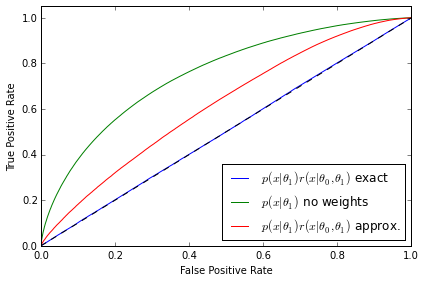 1.0
0.8
0.6
0.4
0.2
0.0
True Positive Rate
0.0 0.2 0.4 0.6 0.8 1.0
False Positive Rate
p(x|θ₁)r(x|θ₀,θ₁) exact
p(x|θ₁) no weights
p(x|θ₁)r(x|θ₀,θ₁) approx.